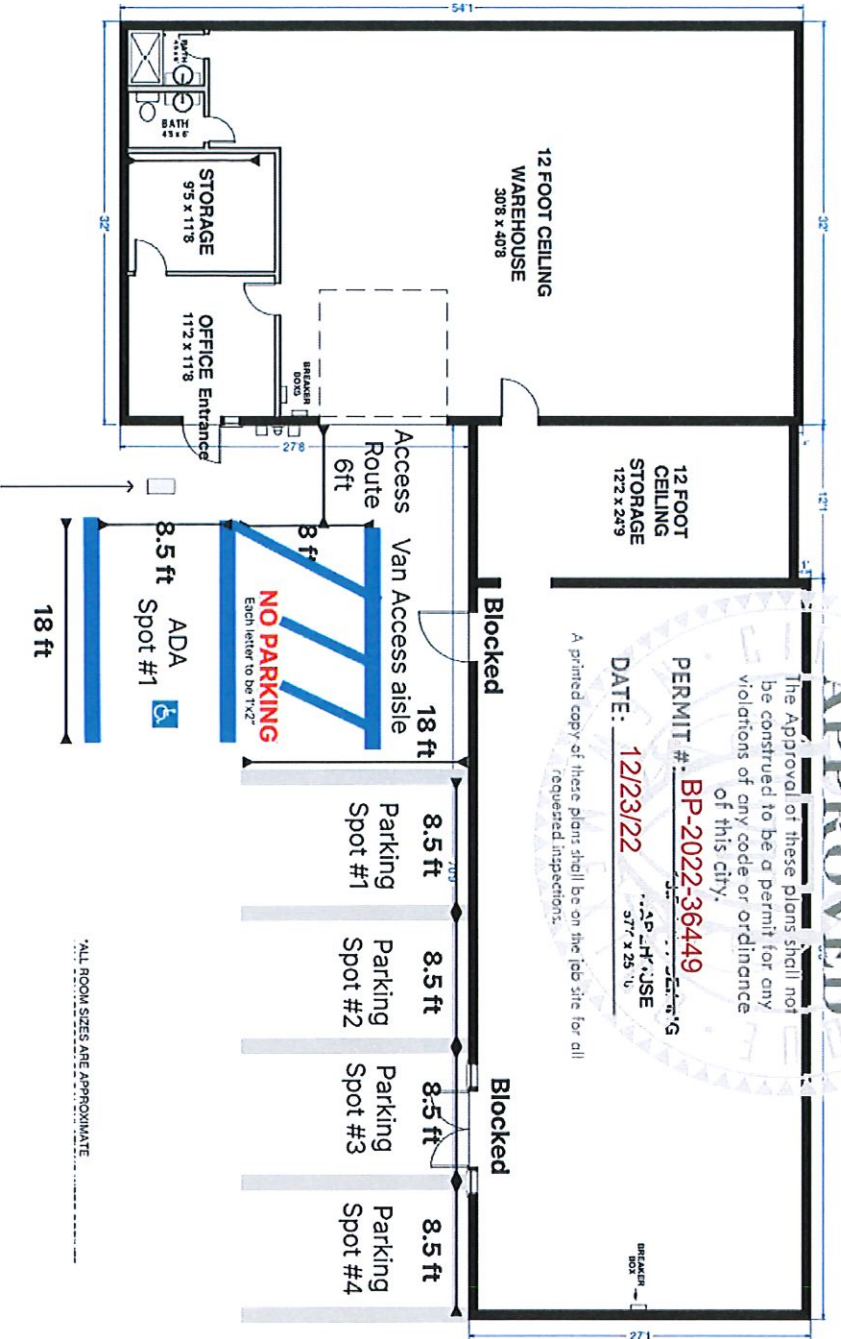 54'1
BATH
BATH
4'5 x 6'
STORAGE
9'5 x 11'8
OFFICE
11'2 x 11'8
Entrance
12 FOOT CEILING
WAREHOUSE
30'8 x 40'8
BREAKER
BOXS
32'
32'
27'6
12'1
12 FOOT
CEILING
STORAGE
12'2 x 24'9
APPROVED
The Approval of these plans shall not
be construed to be a permit for any
violations of any code or ordinance
of this city.
PERMIT #: BP-2022-36449
DATE: 12/23/22
A printed copy of these plans shall be on the job site for all
requested inspections.
BREAKER
BOX
27'1
Blocked
Blocked
Access
Route
6ft
Van Access aisle
8 ft
NO PARKING
Each letter to be 1'x2"
18 ft
8.5 ft
ADA
Spot #1
18 ft
8.5 ft
Parking
Spot #1
8.5 ft
Parking
Spot #2
8.5 ft
Parking
Spot #3
8.5 ft
Parking
Spot #4
*ALL ROOM SIZES ARE APPROXIMATE